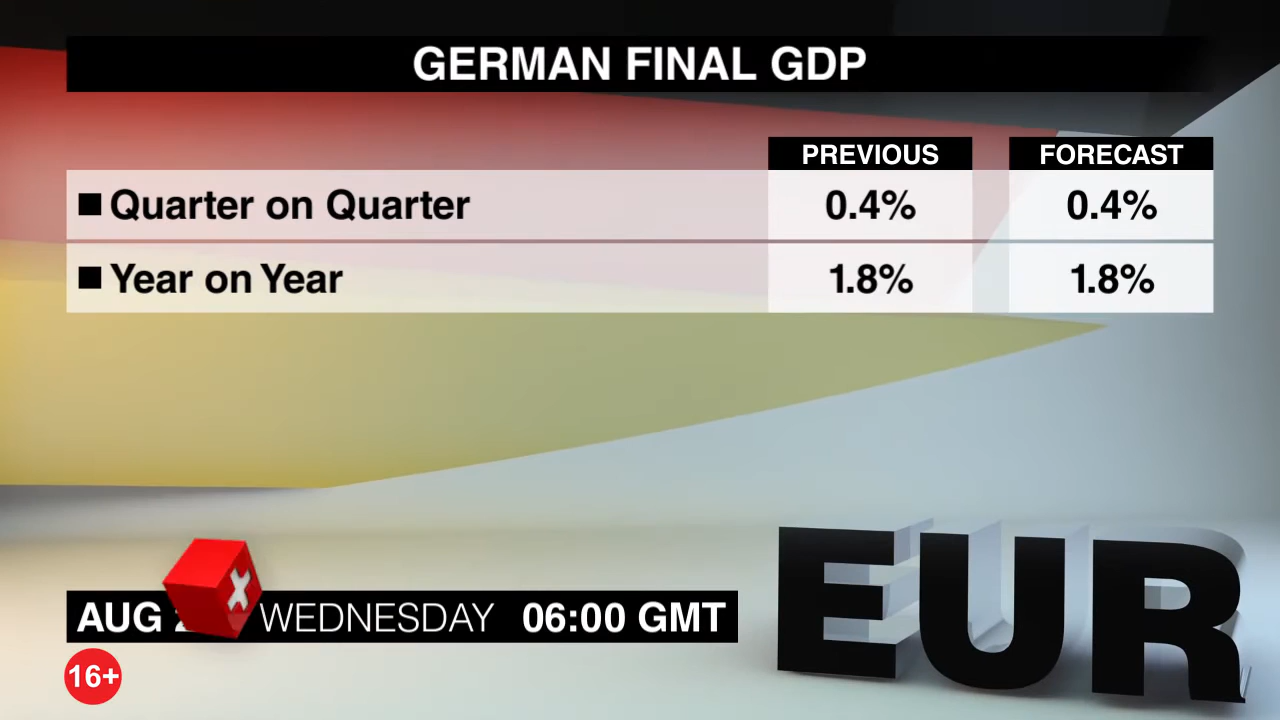 GERMAN FINAL GDP
PREVIOUS FORECAST
Quarter on Quarter 0.4% 0.4%
Year on Year 1.8% 1.8%
AUG WEDNESDAY 06:00 GMT
EUR
16+